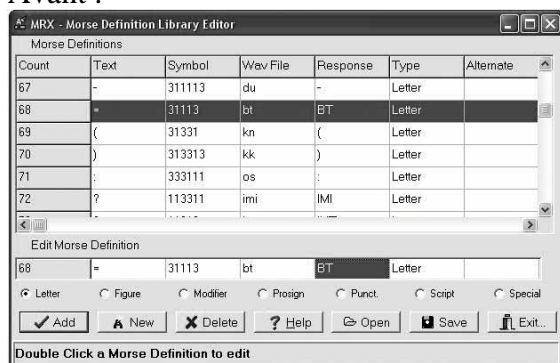 Avant :
MRX - Morse Definition Library Editor
Morse Definitions
Count Text Symbol Wav File Response Type Alternate
67 - 311113 du - Letter
68 = 31113 bt BT Letter
69 ( 31331 kn ( Letter
70 ) 313313 kk ) Letter
71 : 333111 os : Letter
72 ? 113311 imi IMI Letter
Edit Morse Definition
68 = 31113 bt BT Letter
Letter Figure Modifier Prosign Punct. Script Special
Add New Delete Help Open Save Exit...
Double Click a Morse Definition to edit